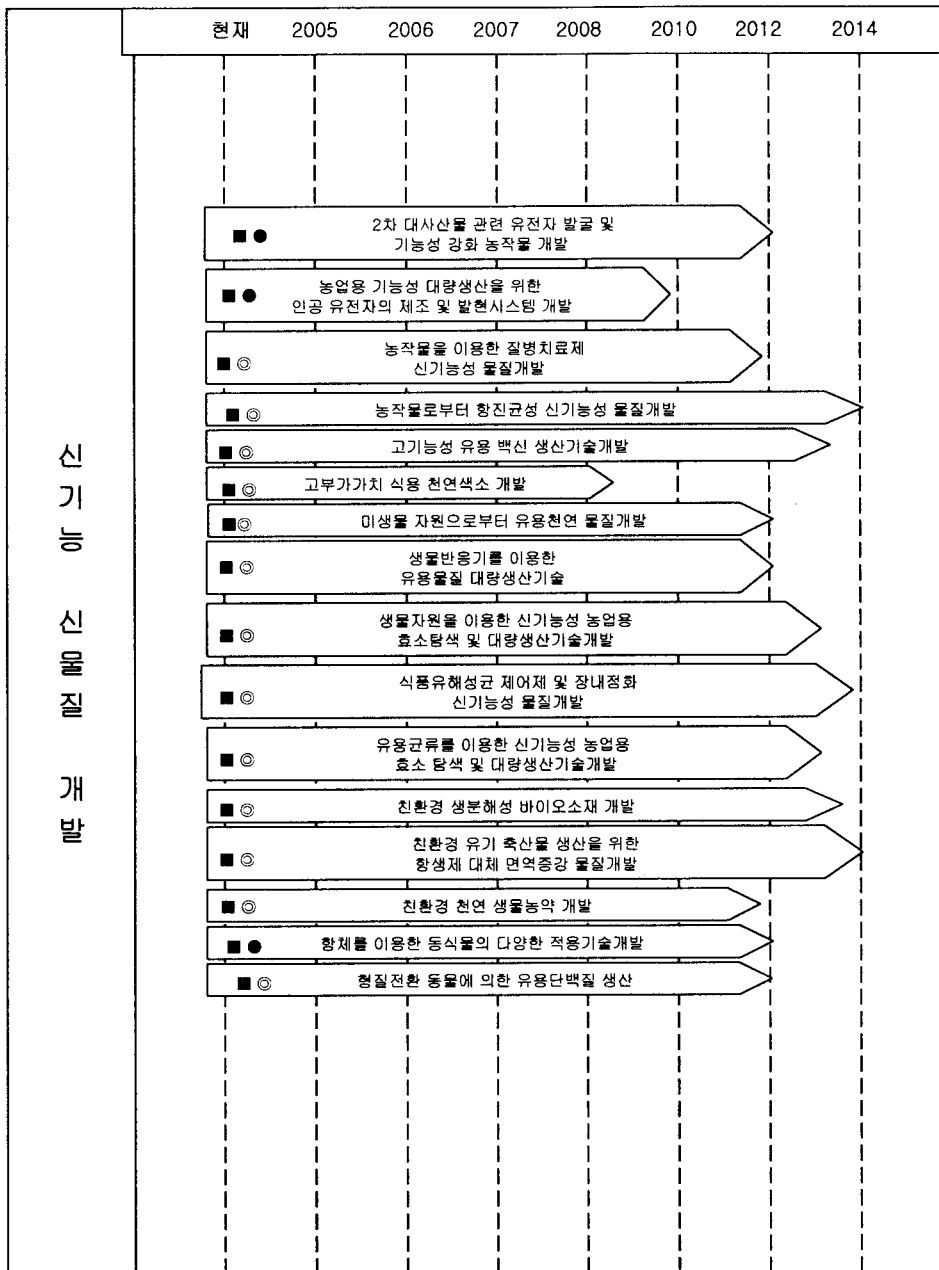 현재 2005 2006 2007 2008 2010 2012 2014
신기능 신물질 개발
■ ● 2차 대사산물 관련 유전자 발굴 및
기능성 강화 농작물 개발
■ ● 농업용 기능성 대량생산을 위한
인공 유전자의 제조 및 발현시스템 개발
■ ◎ 농작물을 이용한 질병치료제
신기능성 물질개발
■ ◎ 농작물로부터 항진균성 신기능성 물질개발
■ ◎ 고기능성 유용 백신 생산기술개발
■ ◎ 고부가가치 식용 천연색소 개발
■ ◎ 미생물 자원으로부터 유용천연 물질개발
■ ◎ 생물반응기를 이용한
유용물질 대량생산기술
■ ◎ 생물자원을 이용한 신기능성 농업용
효소탐색 및 대량생산기술개발
■ ◎ 식품유해성균 제어제 및 장내정화
신기능성 물질개발
■ ◎ 유용균류를 이용한 신기능성 농업용
효소 탐색 및 대량생산기술개발
■ ◎ 친환경 생분해성 바이오소재 개발
■ ◎ 친환경 유기 축산물 생산을 위한
항생제 대체 면역증강 물질개발
■ ◎ 친환경 천연 생물농약 개발
■ ● 항체를 이용한 동식물의 다양한 적용기술개발
■ ◎ 형질전환 동물에 의한 유용단백질 생산